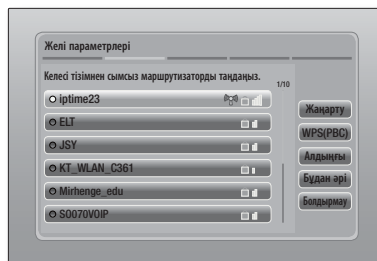 Желі параметрлері
Келесі тізімнен сымсыз маршрутизаторды таңдаңыз.
1/10
iptime23
ELT
JSY
KT_WLAN_C361
Mirhenge_edu
SO070VOIP
Жаңарту
WPS(PBC)
Алдыңғы
Бұдан әрі
Болдырмау